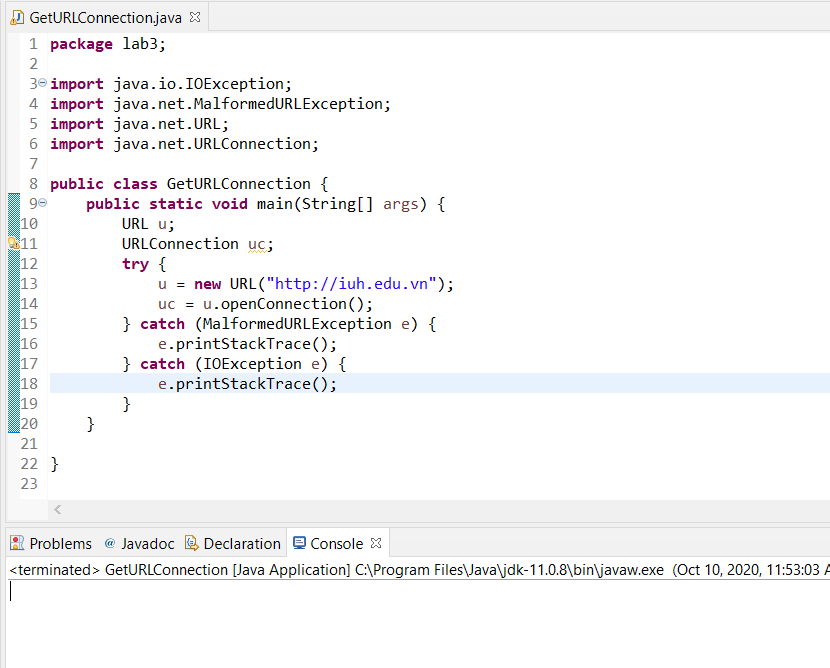 GetURLConnection.java
1 package lab3;
2
3 import java.io.IOException;
4 import java.net.MalformedURLException;
5 import java.net.URL;
6 import java.net.URLConnection;
7
8 public class GetURLConnection {
9     public static void main(String[] args) {
10         URL u;
11         URLConnection uc;
12         try {
13             u = new URL("http://iuh.edu.vn");
14             uc = u.openConnection();
15         } catch (MalformedURLException e) {
16             e.printStackTrace();
17         } catch (IOException e) {
18             e.printStackTrace();
19         }
20     }
21
22 }
23
Problems @ Javadoc Declaration Console
<terminated> GetURLConnection [Java Application] C:\Program Files\Java\jdk-11.0.8\bin\javaw.exe (Oct 10, 2020, 11:53:03 A